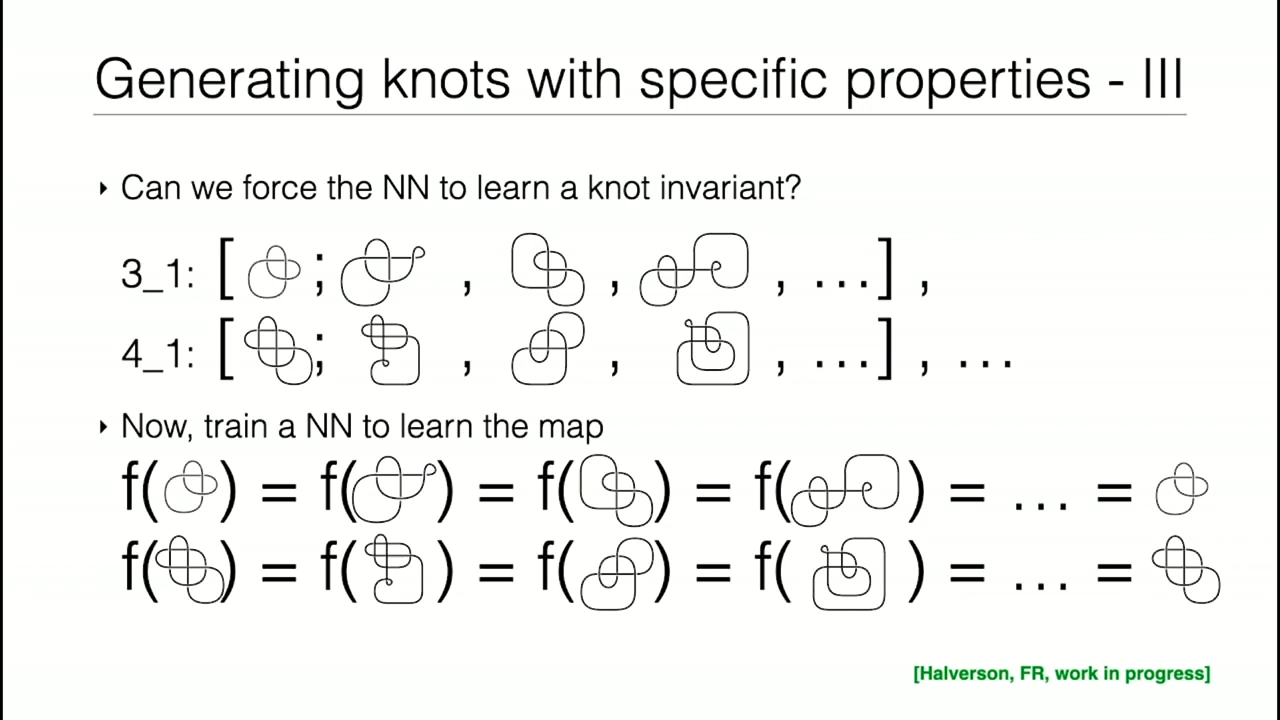 Generating knots with specific properties - III
‣ Can we force the NN to learn a knot invariant?
3_1: [ ; , , , ...] ,
4_1: [ ; , , , ...] , ...
‣ Now, train a NN to learn the map
f( ) = f( ) = f( ) = f( ) = ... =
f( ) = f( ) = f( ) = f( ) = ... =
[Halverson, FR, work in progress]